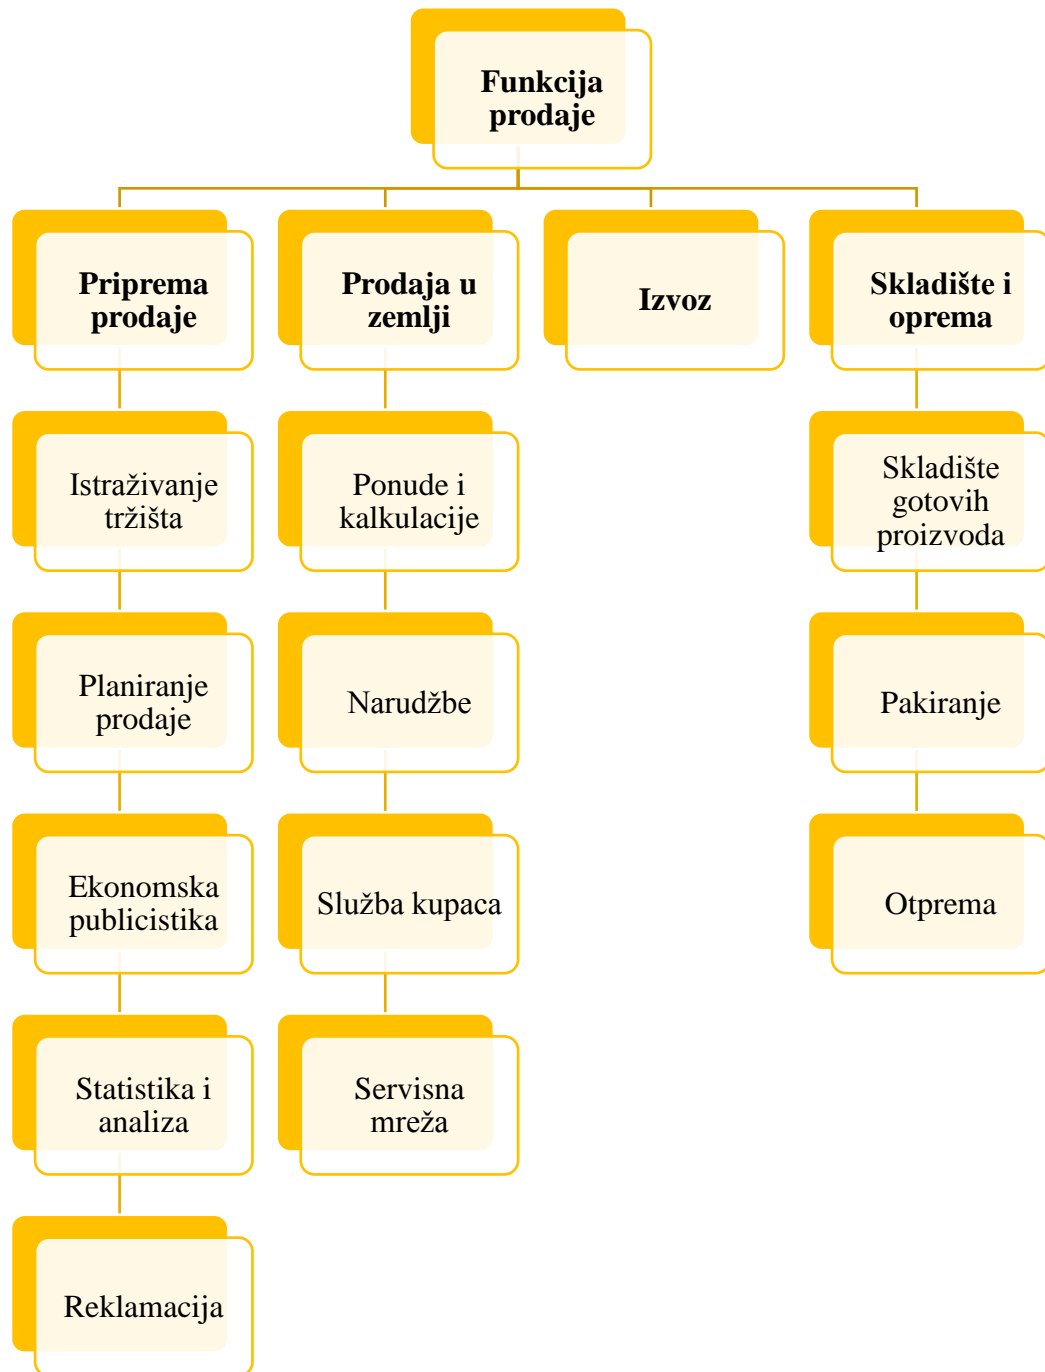 Funkcija
prodaje
Priprema
prodaje
Prodaja u
zemlji
Izvoz
Skladište i
oprema
Istraživanje
tržišta
Ponude i
kalkulacije
Skladište
gotovih
proizvoda
Planiranje
prodaje
Narudžbe
Pakiranje
Ekonomska
publicistika
Služba kupaca
Otprema
Statistika i
analiza
Servisna
mreža
Reklamacija